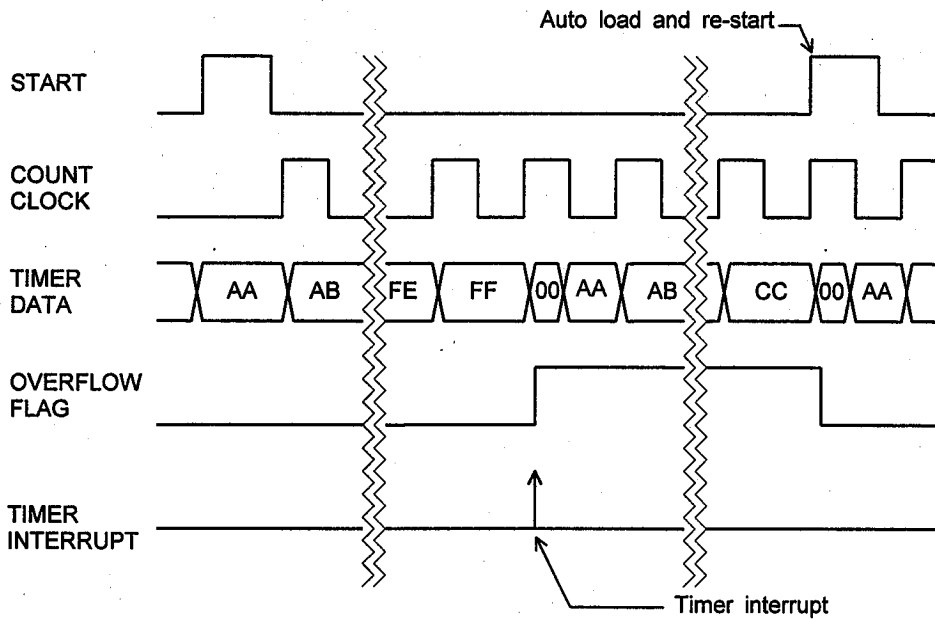 Auto load and re-start
START
COUNT
CLOCK
TIMER
DATA
AA AB FE FF 00 AA AB CC 00 AA
OVERFLOW
FLAG
TIMER
INTERRUPT
Timer interrupt